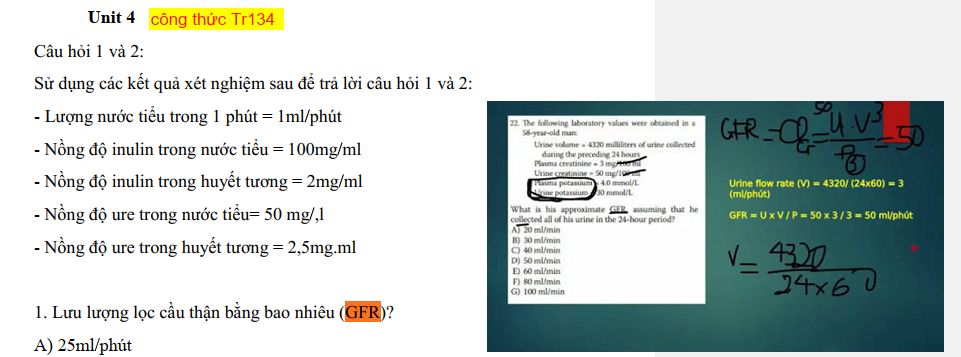 Unit 4 công thức Tr134
Câu hỏi 1 và 2:
Sử dụng các kết quả xét nghiệm sau để trả lời câu hỏi 1 và 2:
- Lượng nước tiểu trong 1 phút = 1ml/phút
- Nồng độ inulin trong nước tiểu = 100mg/ml
- Nồng độ inulin trong huyết tương = 2mg/ml
- Nồng độ ure trong nước tiểu= 50 mg/,l
- Nồng độ ure trong huyết tương = 2,5mg.ml
1. Lưu lượng lọc cầu thận bằng bao nhiêu (GFR)?
A) 25ml/phút
22. The following laboratory values were obtained in a
58-year-old man:
Urine volume = 4320 milliliters of urine collected
during the preceding 24 hours
Plasma creatinine = 3 mg/100 ml
Urine creatinine = 50 mg/100 ml
Plasma potassium = 4.0 mmol/L
Urine potassium = 30 mmol/L
What is his approximate GFR, assuming that he
collected all of his urine in the 24-hour period?
A) 20 ml/min
B) 30 ml/min
C) 40 ml/min
D) 50 ml/min
E) 60 ml/min
F) 80 ml/min
G) 100 ml/min
Urine flow rate (V) = 4320/ (24x60) = 3
(ml/phút)
GFR = U x V / P = 50 x 3 / 3 = 50 ml/phút
V = 4320
24×60